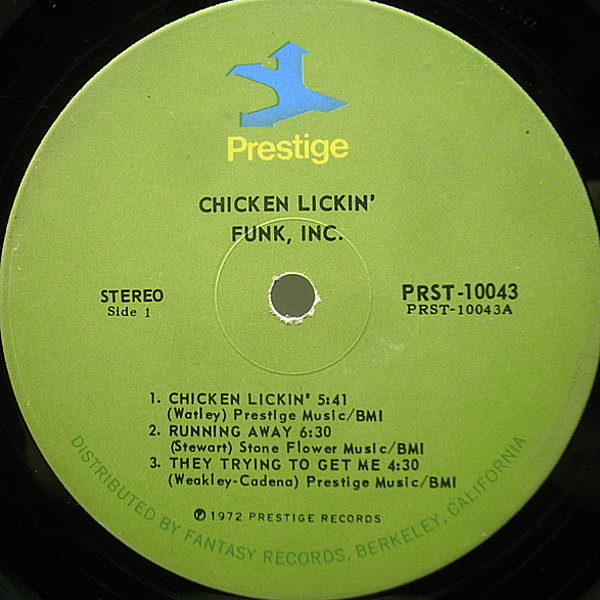 Prestige
CHICKEN LICKIN'
FUNK, INC.
STEREO
Side 1
PRST-10043
PRST-10043A
1. CHICKEN LICKIN' 5:41
(Watley) Prestige Music/BMI
2. RUNNING AWAY 6:30
(Stewart) Stone Flower Music/BMI
3. THEY TRYING TO GET ME 4:30
(Weakley-Cadena) Prestige Music/BMI
℗ 1972 PRESTIGE RECORDS
DISTRIBUTED BY FANTASY RECORDS, BERKELEY, CALIFORNIA